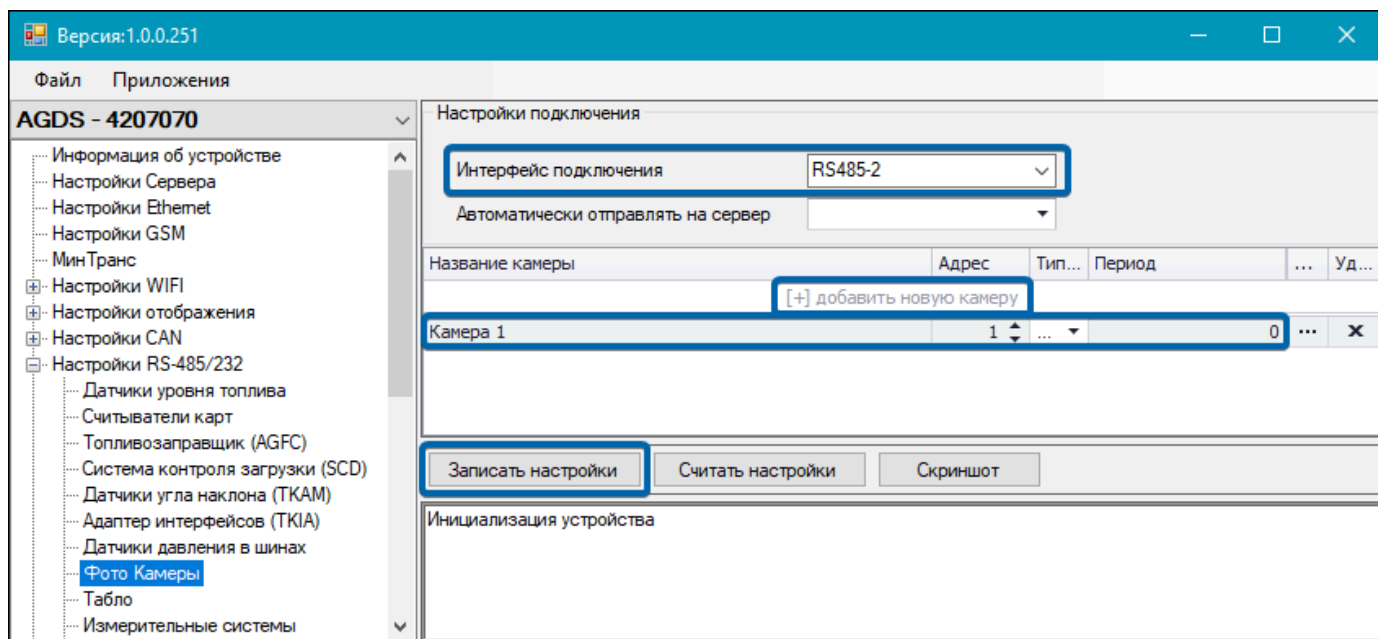 Версия:1.0.0.251
Файл Приложения
AGDS - 4207070
Информация об устройстве
Настройки Сервера
Настройки Ethernet
Настройки GSM
МинТранс
Настройки WIFI
Настройки отображения
Настройки CAN
Настройки RS-485/232
Датчики уровня топлива
Считыватели карт
Топливозаправщик (AGFC)
Система контроля загрузки (SCD)
Датчики угла наклона (TKAM)
Адаптер интерфейсов (TKIA)
Датчики давления в шинах
Фото Камеры
Табло
Измерительные системы
Настройки подключения
Интерфейс подключения RS485-2
Автоматически отправлять на сервер
Название камеры Адрес Тип... Период ... Уд...
[+] добавить новую камеру
Камера 1 1 ... 0 ... x
Записать настройки Считать настройки Скриншот
Инициализация устройства